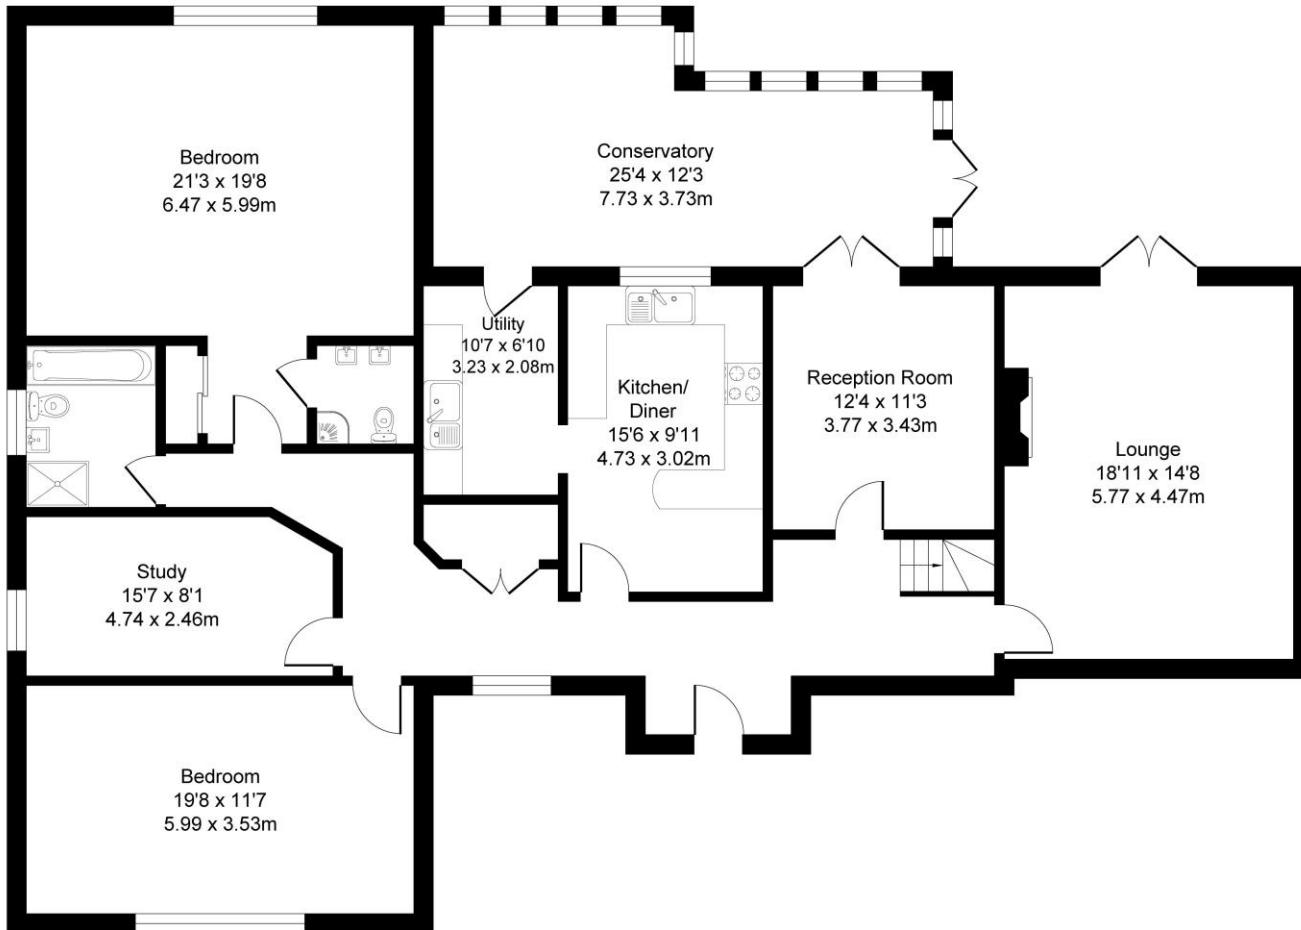 Bedroom
21'3 x 19'8
6.47 x 5.99m
Conservatory
25'4 x 12'3
7.73 x 3.73m
Utility
10'7 x 6'10
3.23 x 2.08m
Kitchen/
Diner
15'6 x 9'11
4.73 x 3.02m
Reception Room
12'4 x 11'3
3.77 x 3.43m
Lounge
18'11 x 14'8
5.77 x 4.47m
Study
15'7 x 8'1
4.74 x 2.46m
Bedroom
19'8 x 11'7
5.99 x 3.53m